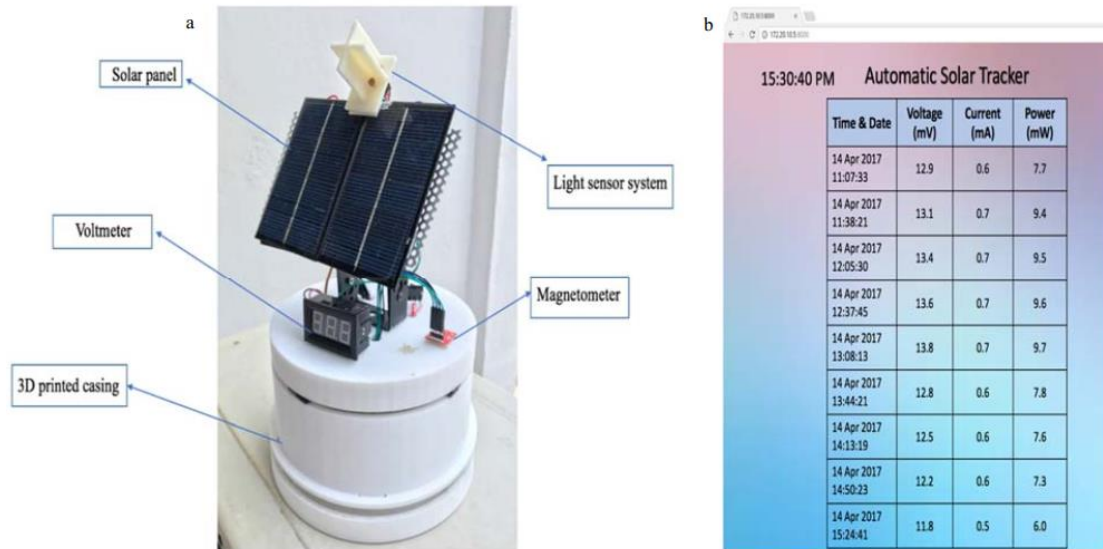 a
Solar panel
Light sensor system
Voltmeter
Magnetometer
3D printed casing
b
15:30:40 PM Automatic Solar Tracker
Time & Date Voltage (mV) Current (mA) Power (mW)
14 Apr 2017
11:07:33 12.9 0.6 7.7
14 Apr 2017
11:38:21 13.1 0.7 9.4
14 Apr 2017
12:05:30 13.4 0.7 9.5
14 Apr 2017
12:37:45 13.6 0.7 9.6
14 Apr 2017
13:08:13 13.8 0.7 9.7
14 Apr 2017
13:44:21 12.8 0.6 7.8
14 Apr 2017
14:13:19 12.5 0.6 7.6
14 Apr 2017
14:50:23 12.2 0.6 7.3
14 Apr 2017
15:24:41 11.8 0.5 6.0